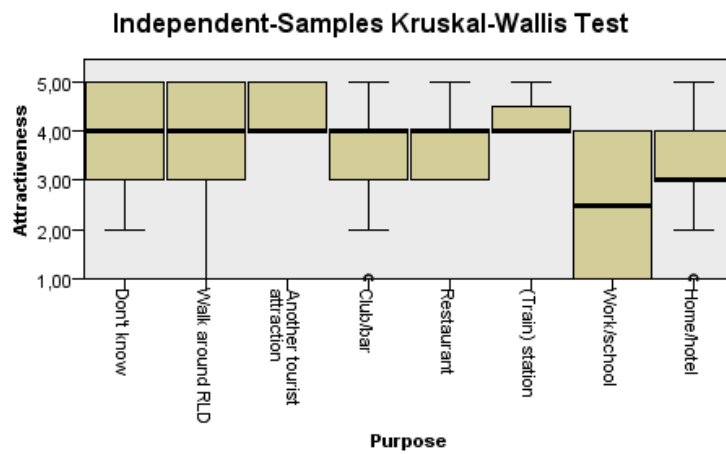 Independent-Samples Kruskal-Wallis Test
Attractiveness
5,00
4,00
3,00
2,00
1,00
Don't know
Walk around RLD
Another tourist
attraction
Club/bar
Restaurant
(Train) station
Work/school
Home/hotel
Purpose